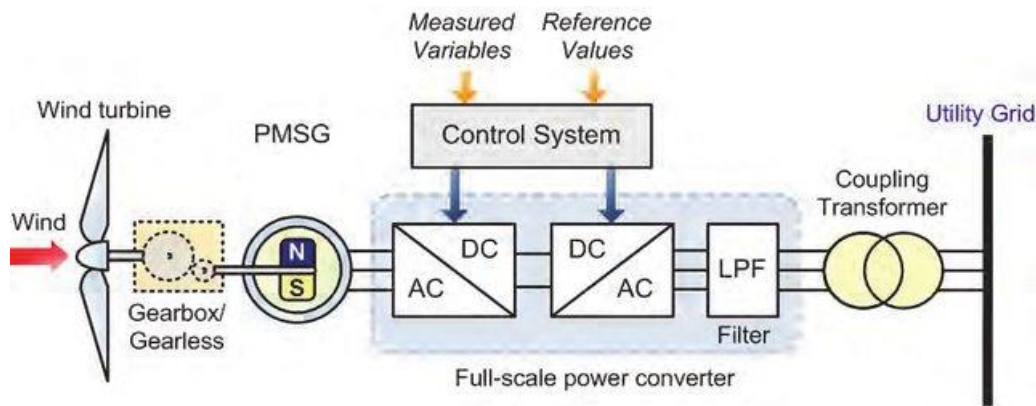 Measured
Variables
Reference
Values
Wind turbine
PMSG
Control System
Utility Grid
Coupling
Transformer
Wind
N
S
DC
AC
DC
AC
LPF
Gearbox/
Gearless
Filter
Full-scale power converter